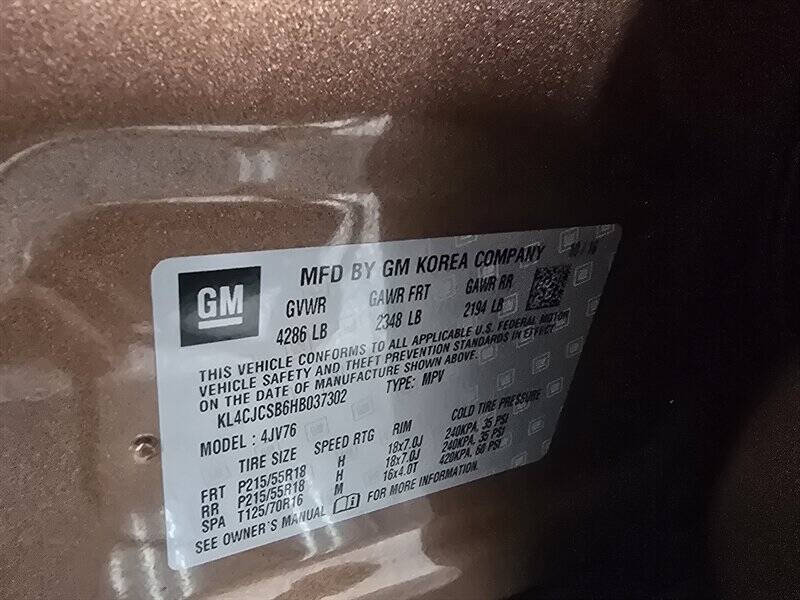 MFD BY GM KOREA COMPANY 10/16
GM
GVWR GAWR FRT GAWR RR
4286 LB 2348 LB 2194 LB
THIS VEHICLE CONFORMS TO ALL APPLICABLE U.S. FEDERAL MOTOR
VEHICLE SAFETY AND THEFT PREVENTION STANDARDS IN EFFECT
ON THE DATE OF MANUFACTURE SHOWN ABOVE.
KL4CJCSB6HB037302 TYPE: MPV
MODEL : 4JV76
TIRE SIZE SPEED RTG RIM COLD TIRE PRESSURE
FRT P215/55R18 H 18x7.0J 240KPA, 35 PSI
RR P215/55R18 H 18x7.0J 240KPA, 35 PSI
SPA T125/70R16 M 16x4.0T 420KPA, 60 PSI
SEE OWNER'S MANUAL FOR MORE INFORMATION.